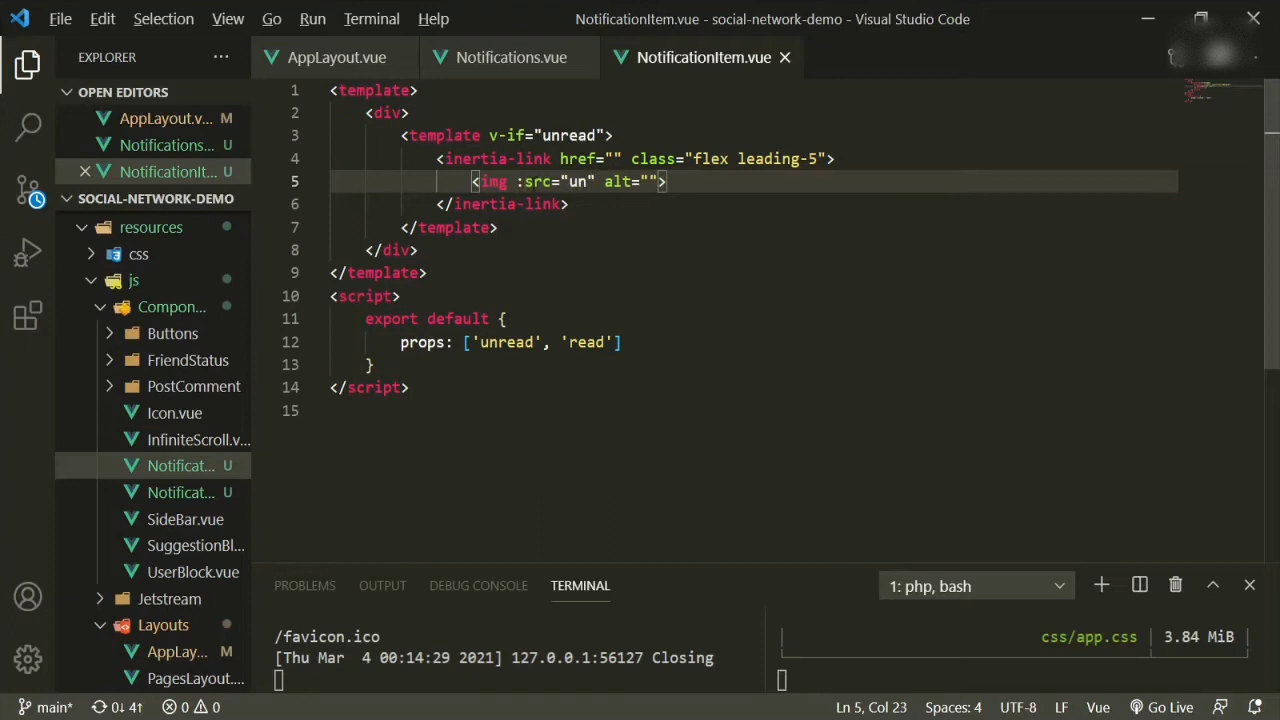 File Edit Selection View Go Run Terminal Help NotificationItem.vue - social-network-demo - Visual Studio Code
EXPLORER ... AppLayout.vue Notifications.vue NotificationItem.vue
OPEN EDITORS
AppLayout.v... M
Notifications... U
NotificationIt... U
SOCIAL-NETWORK-DEMO
resources
css
js
Compon...
Buttons
FriendStatus
PostComment
Icon.vue
InfiniteScroll.v...
Notificat... U
Notificat... U
SideBar.vue
SuggestionBl...
UserBlock.vue
Jetstream
Layouts
AppLay... M
PagesLayout....
1 <template>
2 <div>
3 <template v-if="unread">
4 <inertia-link href="" class="flex leading-5">
5 <img :src="un" alt="">
6 </inertia-link>
7 </template>
8 </div>
9 </template>
10 <script>
11 export default {
12 props: ['unread', 'read']
13 }
14 </script>
15
PROBLEMS OUTPUT DEBUG CONSOLE TERMINAL 1: php, bash
/favicon.ico
[Thu Mar  4 00:14:29 2021] 127.0.0.1:56127 Closing
css/app.css | 3.84 MiB
main* 0↓ 4↑ 0 0 Ln 5, Col 23 Spaces: 4 UTF-8 LF Vue Go Live